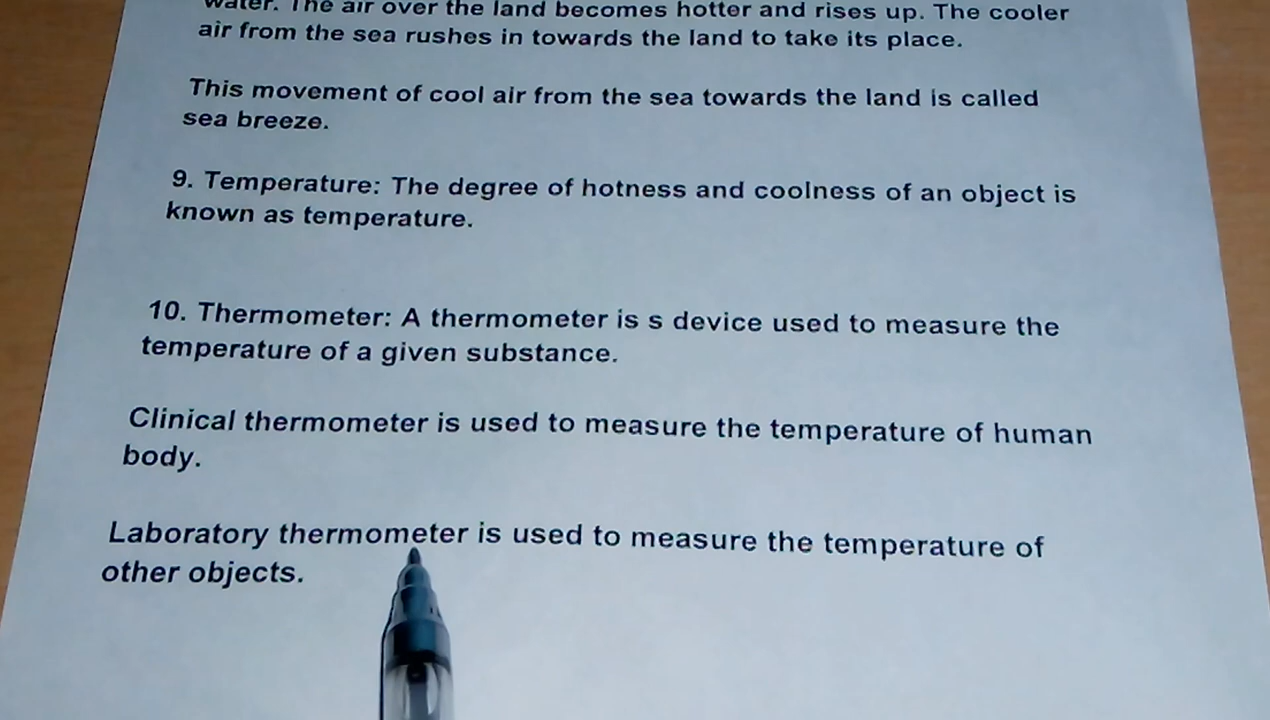 water. The air over the land becomes hotter and rises up. The cooler
air from the sea rushes in towards the land to take its place.
This movement of cool air from the sea towards the land is called
sea breeze.
9. Temperature: The degree of hotness and coolness of an object is
known as temperature.
10. Thermometer: A thermometer is s device used to measure the
temperature of a given substance.
Clinical thermometer is used to measure the temperature of human
body.
Laboratory thermometer is used to measure the temperature of
other objects.